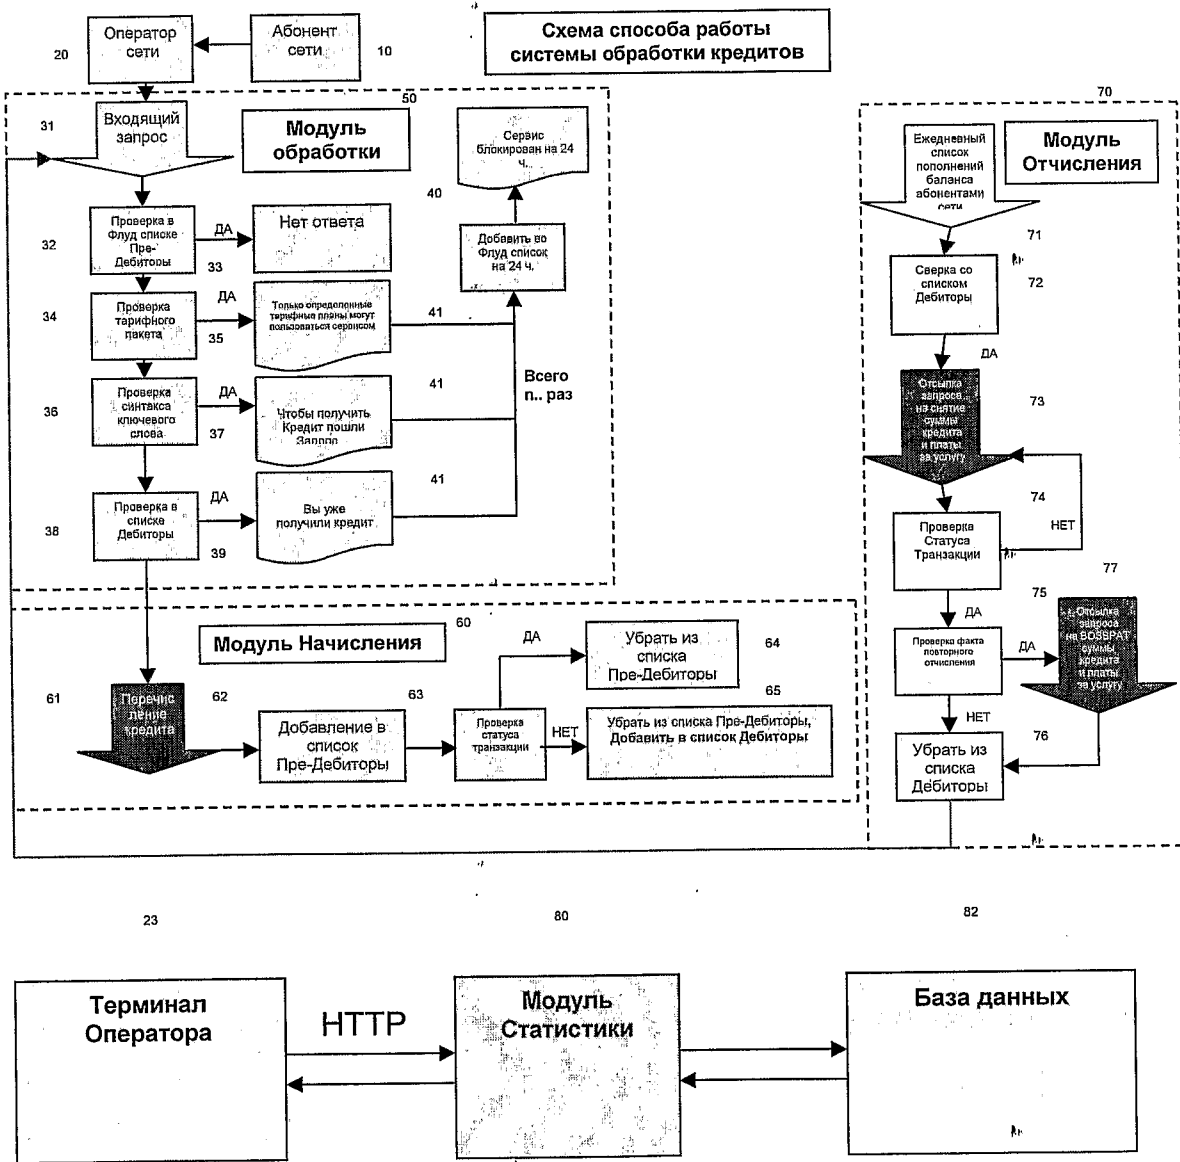 Схема способа работы
системы обработки кредитов
Оператор
сети
20
Абонент
сети
10
50
31
Входящий
запрос
Модуль
обработки
Сервис
блокирован на 24
ч.
40
32
Проверка в
Флуд списке
Пре-
Дебиторы
ДА
33
Нет ответа
Добавить во
Флуд список
на 24 ч.
34
Проверка
тарифного
пакета
ДА
35
Только определенные
тарифные планы могут
пользоваться сервисом
41
36
Проверка
синтакса
ключевого
слова
ДА
37
Чтобы получить
Кредит пошли
41
Всего
п.. раз
38
Проверка в
списке
Дебиторы
ДА
39
Вы уже
получили кредит
41
60
Модуль Начисления
61
Перечис
ление
кредита
62
Добавление в
список
Пре-Дебиторы
63
Проверка
статуса
транзакции
ДА
Убрать из
списка
Пре-Дебиторы
64
НЕТ
65
Убрать из списка Пре-Дебиторы,
Добавить в список Дебиторы
70
Модуль
Отчисления
Ежедневный
список
пополнений
баланса
абонентами
сети
71
Сверка со
списком
Дебиторы
72
ДА
Отсылка
запроса
на снятие
суммы
кредита
и платы
за услугу
73
74
Проверка
Статуса
Транзакции
НЕТ
75
ДА
77
Проверка факта
повторного
отчисления
ДА
Отсылка
запроса
на ВОЗВРАТ
суммы
кредита
и платы
за услугу
НЕТ
76
Убрать из
списка
Дебиторы
23
80
82
Терминал
Оператора
HTTP
Модуль
Статистики
База данных